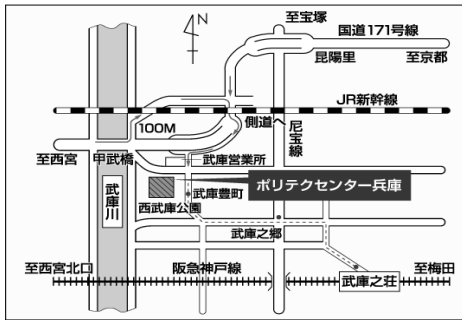 至宝塚
N
国道171号線
昆陽里
至京都
JR新幹線
100M
側道へ
尼宝線
至西宮
甲武橋
武庫営業所
ポリテクセンター兵庫
武庫川
武庫豊町
西武庫公園
武庫之郷
至西宮北口
阪急神戸線
武庫之荘
至梅田